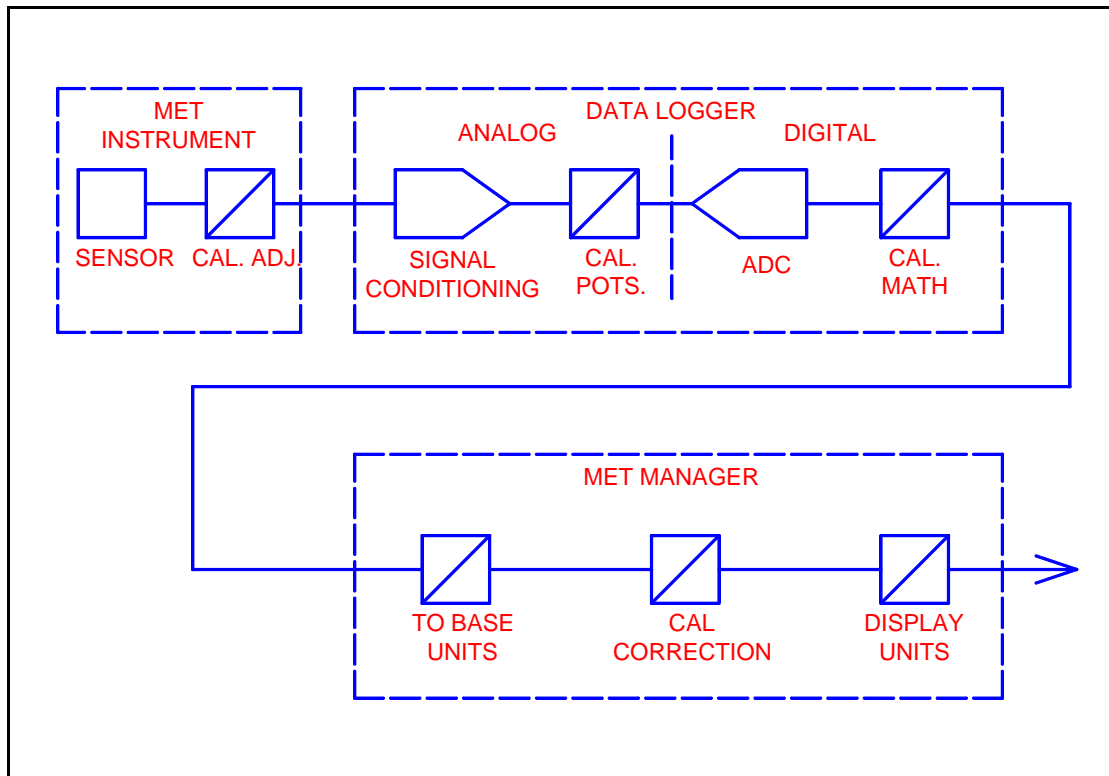 MET
INSTRUMENT
SENSOR
CAL. ADJ.
DATA LOGGER
ANALOG
DIGITAL
SIGNAL
CONDITIONING
CAL.
POTS.
ADC
CAL.
MATH
MET MANAGER
TO BASE
UNITS
CAL
CORRECTION
DISPLAY
UNITS